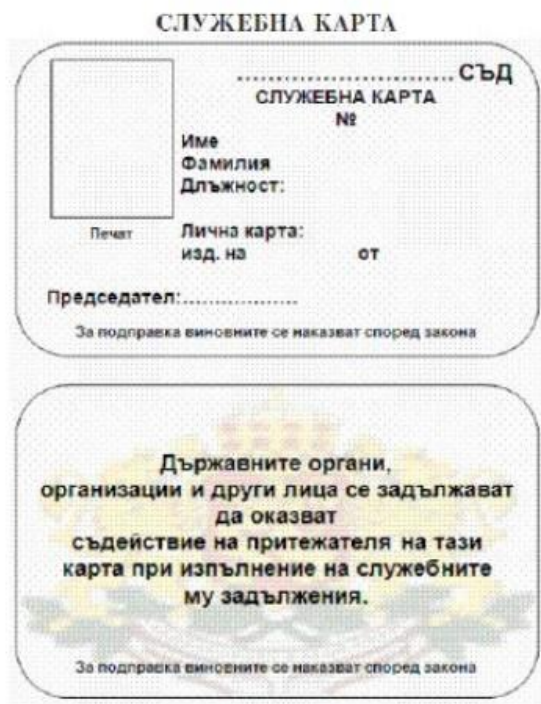 СЛУЖЕБНА КАРТА
........................... СЪД
СЛУЖЕБНА КАРТА
№
Име
Фамилия
Длъжност:
Печат
Лична карта:
изд. на от
Председател:..................
За подправка виновните се наказват според закона
Държавните органи,
организации и други лица се задължават
да оказват
съдействие на притежателя на тази
карта при изпълнение на служебните
му задължения.
За подправка виновните се наказват според закона